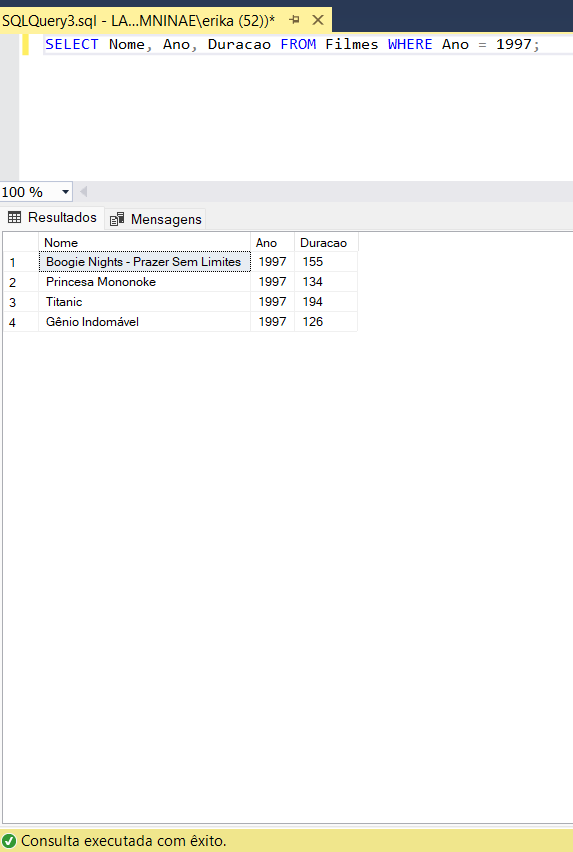 SQLQuery3.sql - LA...MNINAE\erika (52))*
SELECT Nome, Ano, Duracao FROM Filmes WHERE Ano = 1997;
100 %
Resultados Mensagens
Nome Ano Duracao
1 Boogie Nights - Prazer Sem Limites 1997 155
2 Princesa Mononoke 1997 134
3 Titanic 1997 194
4 Gênio Indomável 1997 126
Consulta executada com êxito.